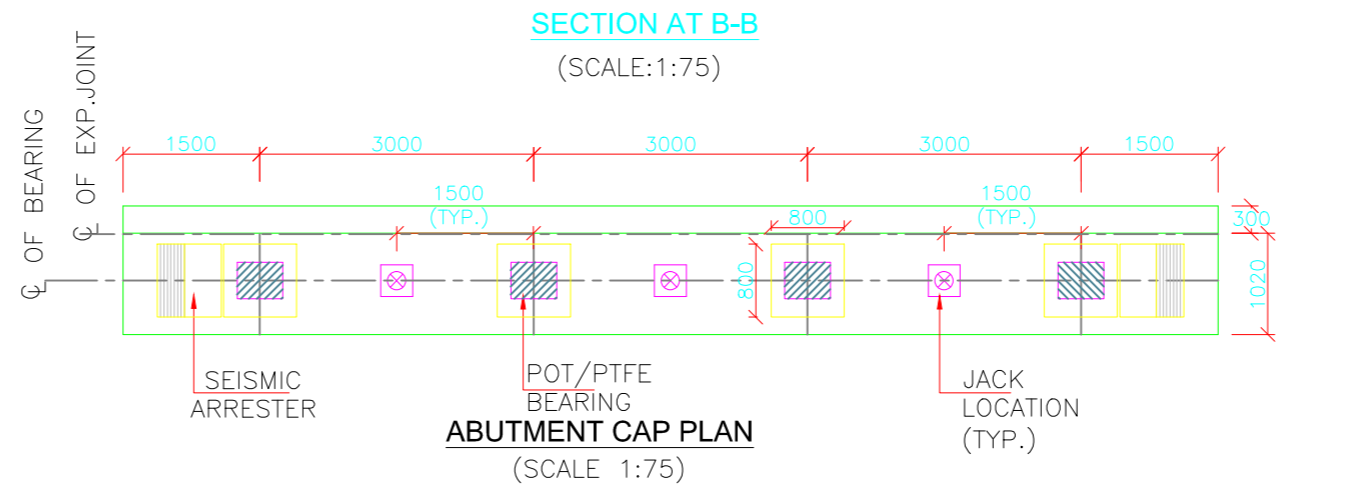 SECTION AT B-B
(SCALE:1:75)
℄ OF BEARING
℄ OF EXP.JOINT
1500
3000
3000
3000
1500
1500
(TYP.)
800
1500
(TYP.)
300
800
1020
SEISMIC
ARRESTER
POT/PTFE
BEARING
JACK
LOCATION
(TYP.)
ABUTMENT CAP PLAN
(SCALE 1:75)